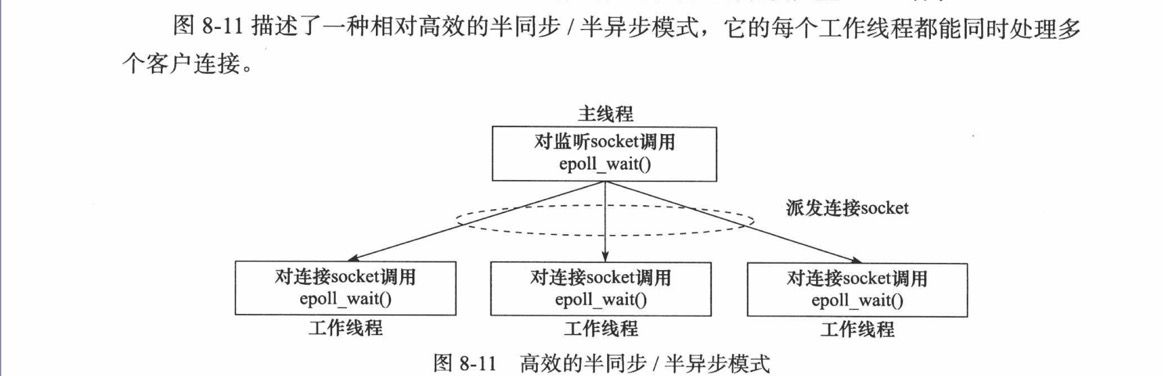 图 8-11 描述了一种相对高效的半同步 / 半异步模式，它的每个工作线程都能同时处理多
个客户连接。
主线程
对监听socket调用
epoll_wait()
派发连接socket
对连接socket调用
epoll_wait()
工作线程
对连接socket调用
epoll_wait()
工作线程
对连接socket调用
epoll_wait()
工作线程
图 8-11 高效的半同步 / 半异步模式